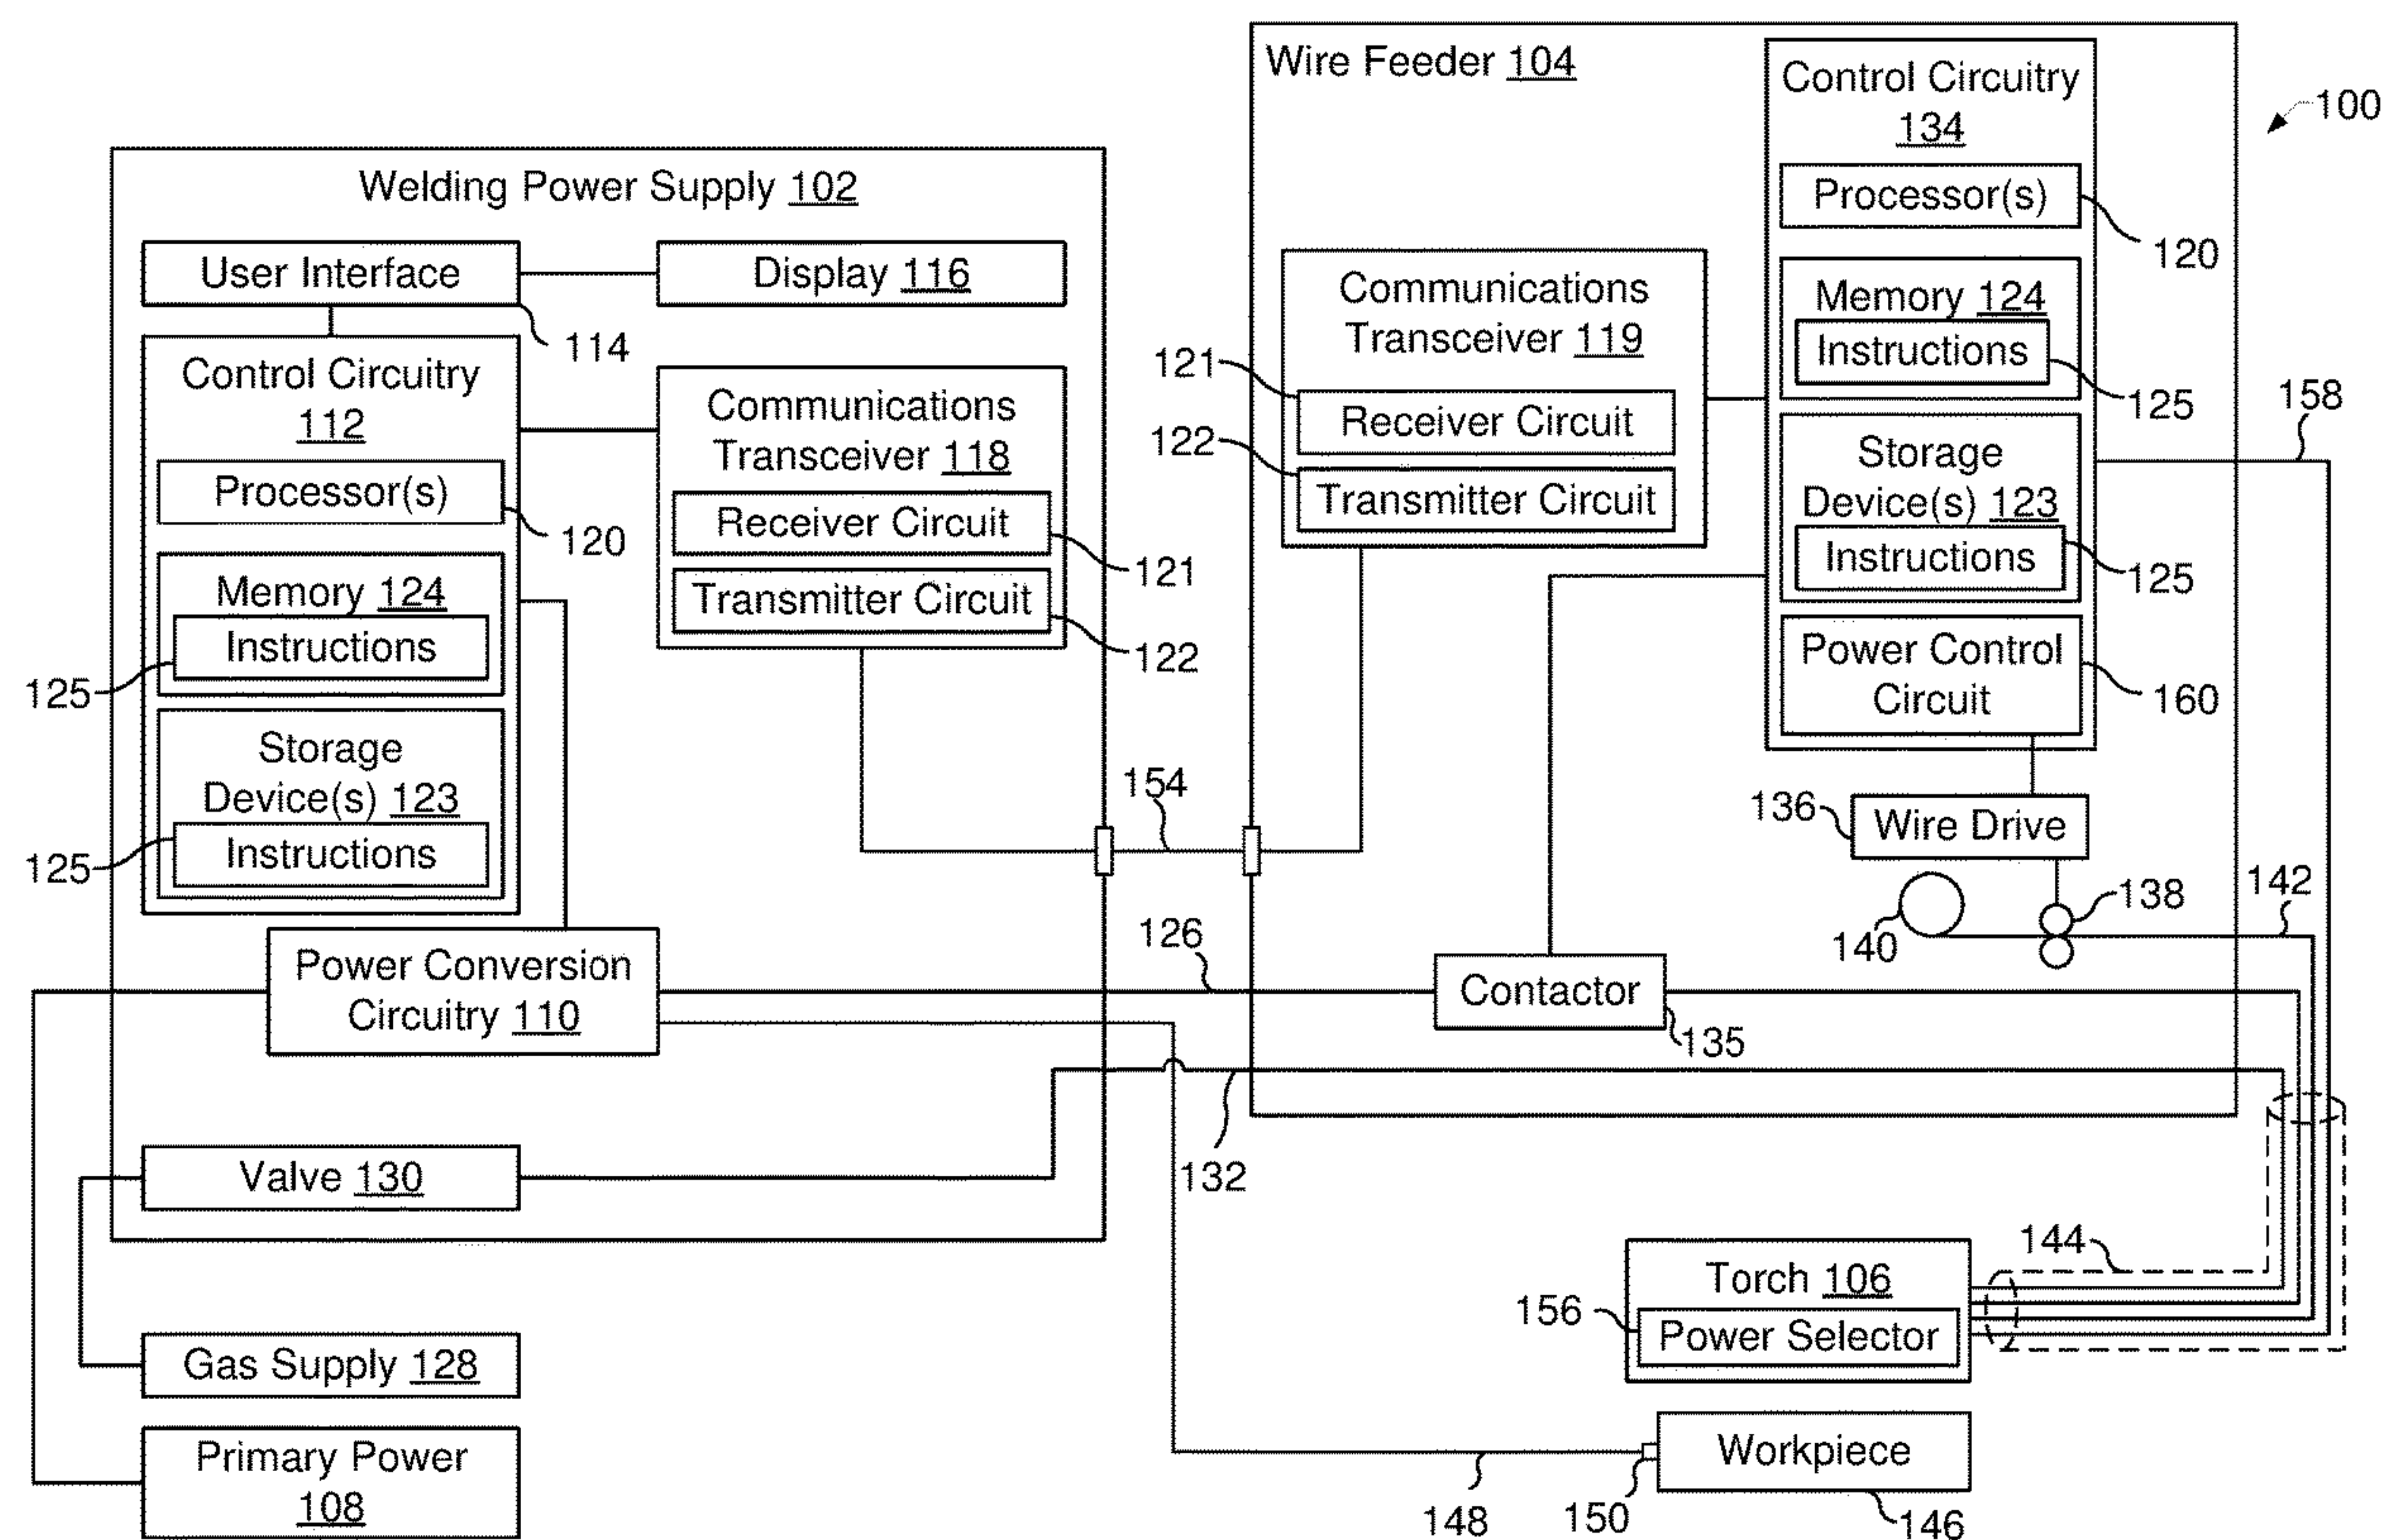 Wire Feeder 104
Control Circuitry
134
100
Processor(s)
120
Memory 124
Instructions
125
Storage
Device(s) 123
Instructions
125
Power Control
Circuit
160
158
Communications
Transceiver 119
121
Receiver Circuit
122
Transmitter Circuit
Welding Power Supply 102
User Interface
114
Display 116
Control Circuitry
112
Processor(s)
120
Memory 124
Instructions
125
Storage
Device(s) 123
Instructions
125
Communications
Transceiver 118
Receiver Circuit
121
Transmitter Circuit
122
154
136
Wire Drive
138
140
142
Power Conversion
Circuitry 110
126
Contactor
135
132
Valve 130
144
Torch 106
156
Power Selector
Gas Supply 128
Primary Power
108
148
150
Workpiece
146